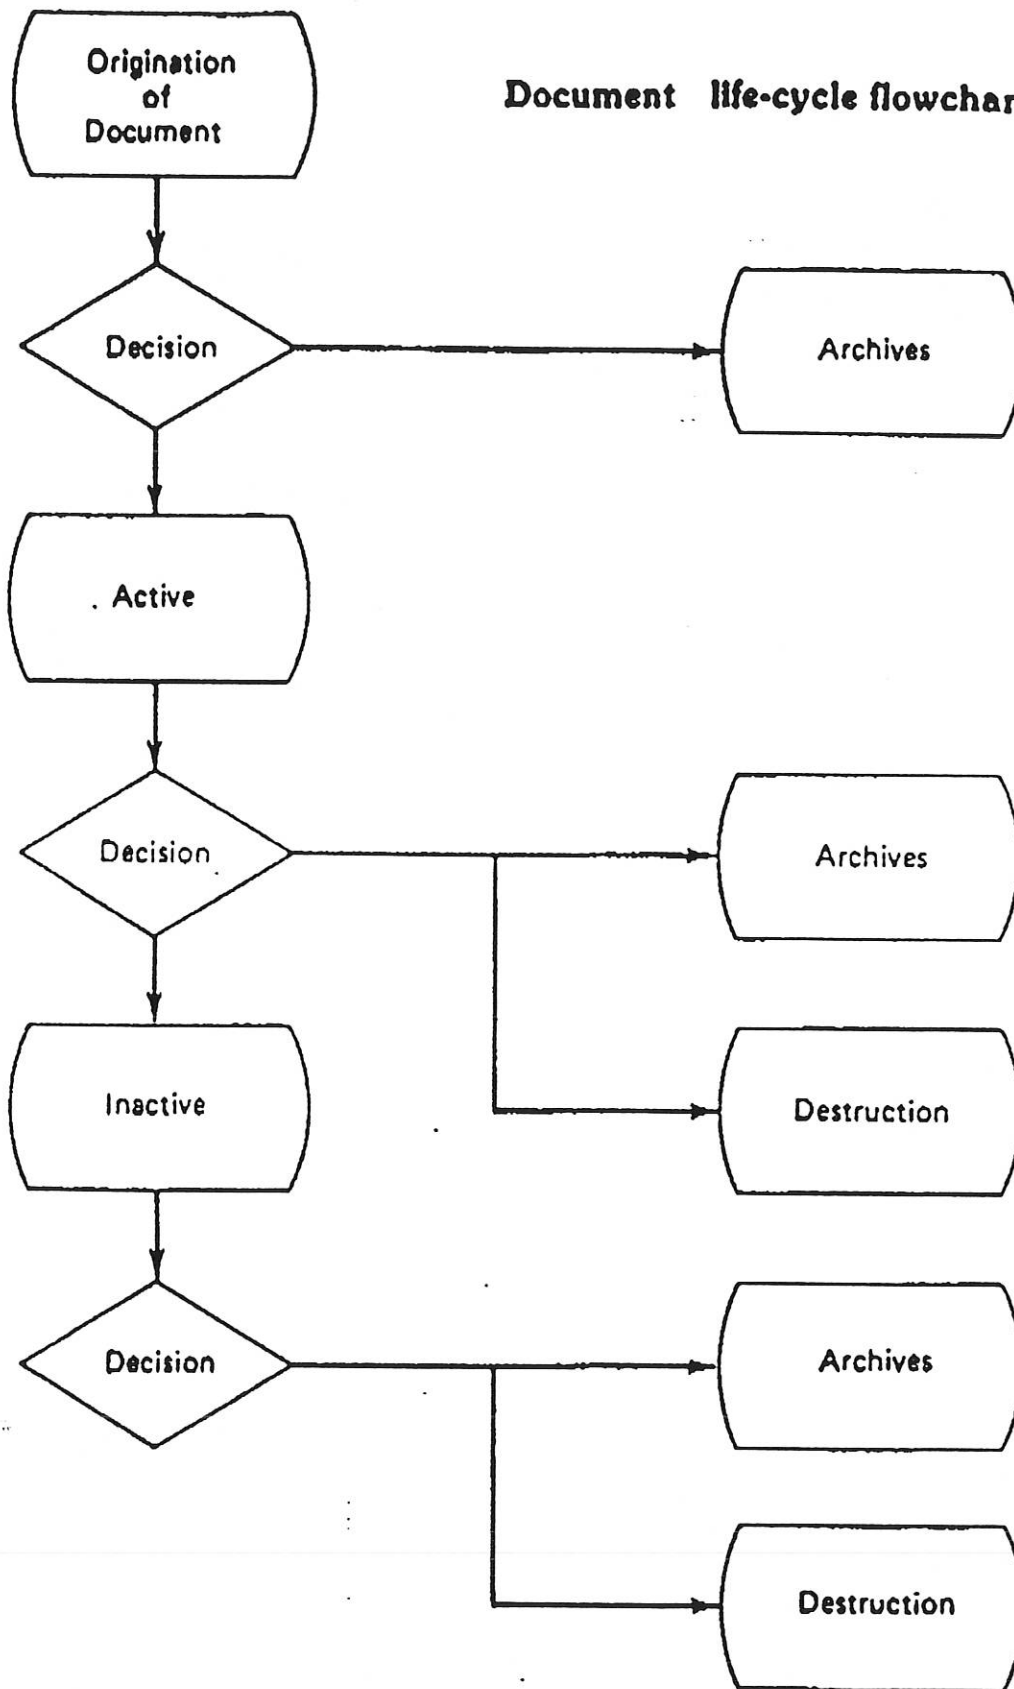 Origination
of
Document
Document life-cycle flowchar
Decision
Archives
Active
Decision
Archives
Inactive
Destruction
Decision
Archives
Destruction